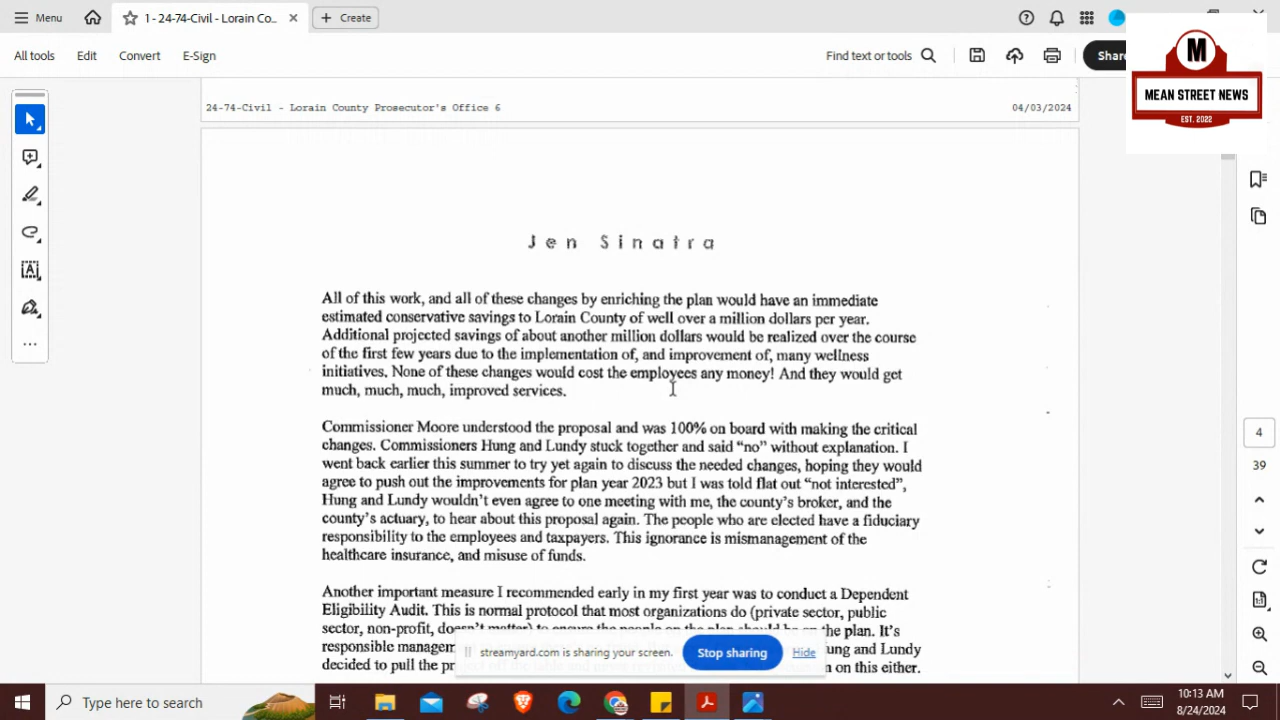 Menu
1 - 24-74-Civil - Lorain Co...
Create
All tools Edit Convert E-Sign
Find text or tools
Share
M
MEAN STREET NEWS
EST. 2022
24-74-Civil - Lorain County Prosecutor's Office 6 04/03/2024
Jen Sinatra
All of this work, and all of these changes by enriching the plan would have an immediate
estimated conservative savings to Lorain County of well over a million dollars per year.
Additional projected savings of about another million dollars would be realized over the course
of the first few years due to the implementation of, and improvement of, many wellness
initiatives. None of these changes would cost the employees any money! And they would get
much, much, much, improved services.
Commissioner Moore understood the proposal and was 100% on board with making the critical
changes. Commissioners Hung and Lundy stuck together and said “no” without explanation. I
went back earlier this summer to try yet again to discuss the needed changes, hoping they would
agree to push out the improvements for plan year 2023 but I was told flat out “not interested”,
Hung and Lundy wouldn’t even agree to one meeting with me, the county’s broker, and the
county’s actuary, to hear about this proposal again. The people who are elected have a fiduciary
responsibility to the employees and taxpayers. This ignorance is mismanagement of the
healthcare insurance, and misuse of funds.
Another important measure I recommended early in my first year was to conduct a Dependent
Eligibility Audit. This is normal protocol that most organizations do (private sector, public
sector, non-profit, doesn’t matter) to ensure the people on the plan should be on the plan. It’s
responsible managem ung and Lundy
decided to pull the pr n on this either.
streamyard.com is sharing your screen. Stop sharing Hide
4
39
Type here to search
10:13 AM
8/24/2024